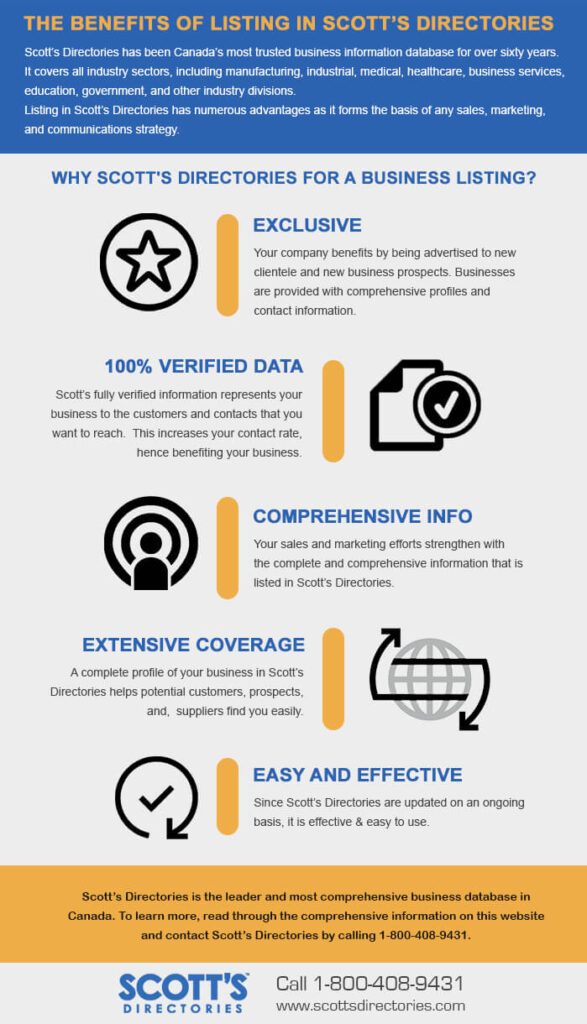 THE BENEFITS OF LISTING IN SCOTT'S DIRECTORIES
Scott's Directories has been Canada's most trusted business information database for over sixty years.
It covers all industry sectors, including manufacturing, industrial, medical, healthcare, business services,
education, government, and other industry divisions.
Listing in Scott's Directories has numerous advantages as it forms the basis of any sales, marketing,
and communications strategy.
WHY SCOTT'S DIRECTORIES FOR A BUSINESS LISTING?
EXCLUSIVE
Your company benefits by being advertised to new
clientele and new business prospects. Businesses
are provided with comprehensive profiles and
contact information.
100% VERIFIED DATA
Scott's fully verified information represents your
business to the customers and contacts that you
want to reach. This increases your contact rate,
hence benefiting your business.
COMPREHENSIVE INFO
Your sales and marketing efforts strengthen with
the complete and comprehensive information that is
listed in Scott's Directories.
EXTENSIVE COVERAGE
A complete profile of your business in Scott's
Directories helps potential customers, prospects,
and, suppliers find you easily.
EASY AND EFFECTIVE
Since Scott's Directories are updated on an ongoing
basis, it is effective & easy to use.
Scott's Directories is the leader and most comprehensive business database in
Canada. To learn more, read through the comprehensive information on this website
and contact Scott's Directories by calling 1-800-408-9431.
SCOTT'S™
DIRECTORIES
Call 1-800-408-9431
www.scottsdirectories.com